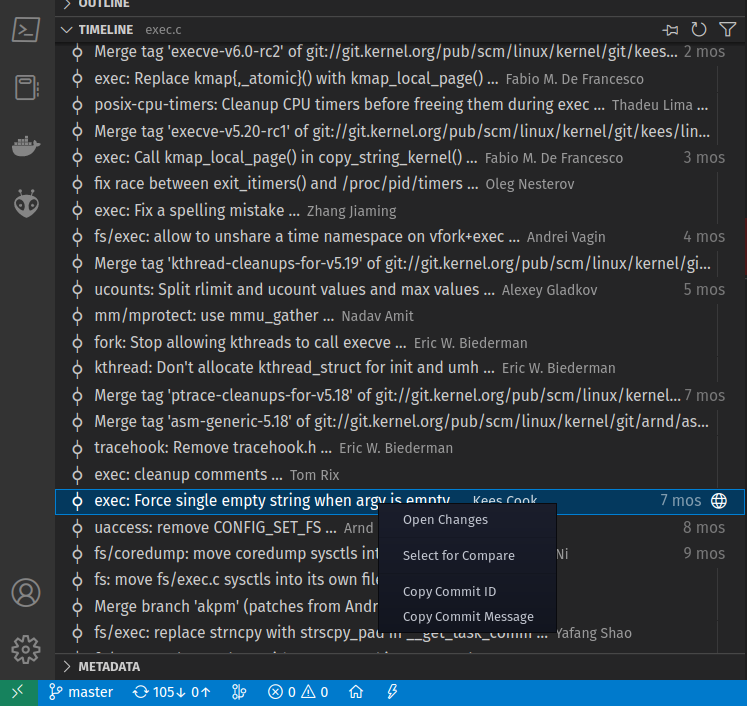 OUTLINE
TIMELINE exec.c
Merge tag 'execve-v6.0-rc2' of git://git.kernel.org/pub/scm/linux/kernel/git/kees... 2 mos
exec: Replace kmap{,_atomic}() with kmap_local_page() ... Fabio M. De Francesco
posix-cpu-timers: Cleanup CPU timers before freeing them during exec ... Thadeu Lima ...
Merge tag 'execve-v5.20-rc1' of git://git.kernel.org/pub/scm/linux/kernel/git/kees/lin...
exec: Call kmap_local_page() in copy_string_kernel() ... Fabio M. De Francesco 3 mos
fix race between exit_itimers() and /proc/pid/timers ... Oleg Nesterov
exec: Fix a spelling mistake ... Zhang Jiaming
fs/exec: allow to unshare a time namespace on vfork+exec ... Andrei Vagin 4 mos
Merge tag 'kthread-cleanups-for-v5.19' of git://git.kernel.org/pub/scm/linux/kernel/gi...
ucounts: Split rlimit and ucount values and max values ... Alexey Gladkov 5 mos
mm/mprotect: use mmu_gather ... Nadav Amit
fork: Stop allowing kthreads to call execve ... Eric W. Biederman
kthread: Don't allocate kthread_struct for init and umh ... Eric W. Biederman
Merge tag 'ptrace-cleanups-for-v5.18' of git://git.kernel.org/pub/scm/linux/kernel... 7 mos
Merge tag 'asm-generic-5.18' of git://git.kernel.org/pub/scm/linux/kernel/git/arnd/as...
tracehook: Remove tracehook.h ... Eric W. Biederman
exec: cleanup comments ... Tom Rix
exec: Force single empty string when argv is empty ... Kees Cook 7 mos
Open Changes
uaccess: remove CONFIG_SET_FS ... Arnd 8 mos
Select for Compare
fs/coredump: move coredump sysctls int Ni 9 mos
fs: move fs/exec.c sysctls into its own file
Copy Commit ID
Merge branch 'akpm' (patches from Andr
Copy Commit Message
fs/exec: replace strncpy with strscpy_pad in __get_task_comm ... Yafang Shao
METADATA
master 105↓ 0↑ 0 0